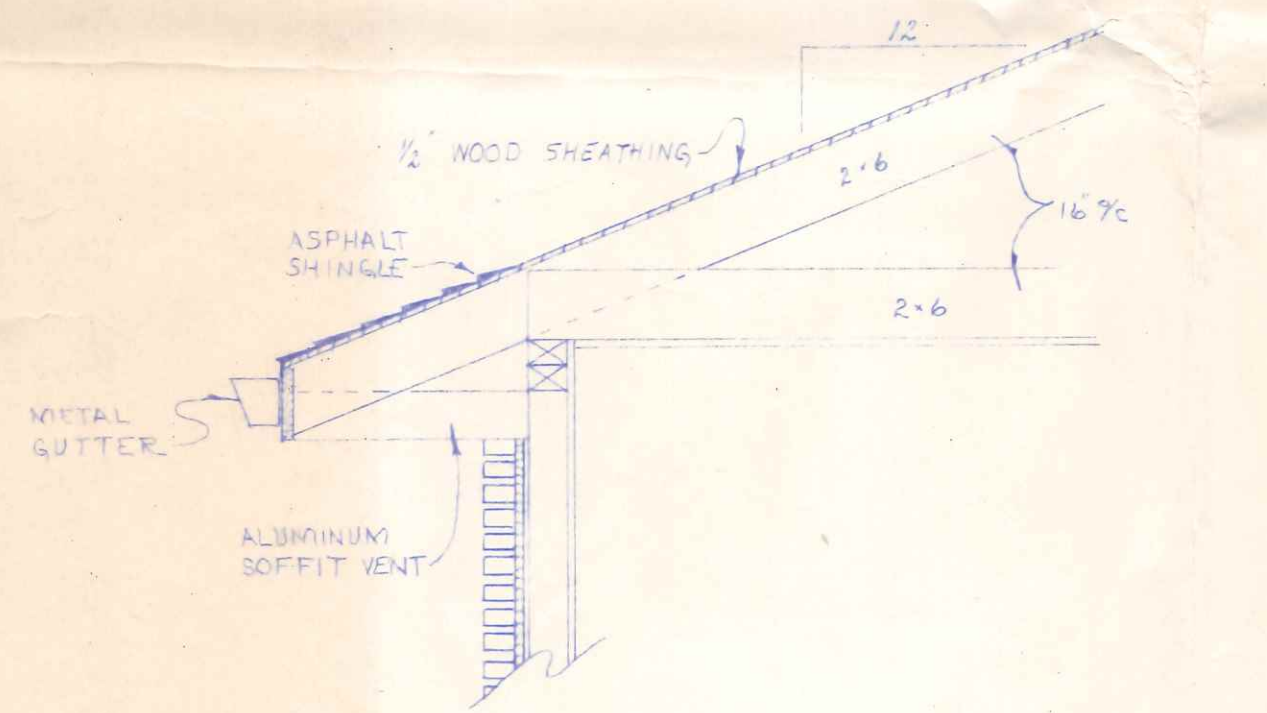 12
1/2" WOOD SHEATHING
2×6
16" o/c
ASPHALT
SHINGLE
2×6
METAL
GUTTER
ALUMINUM
SOFFIT VENT